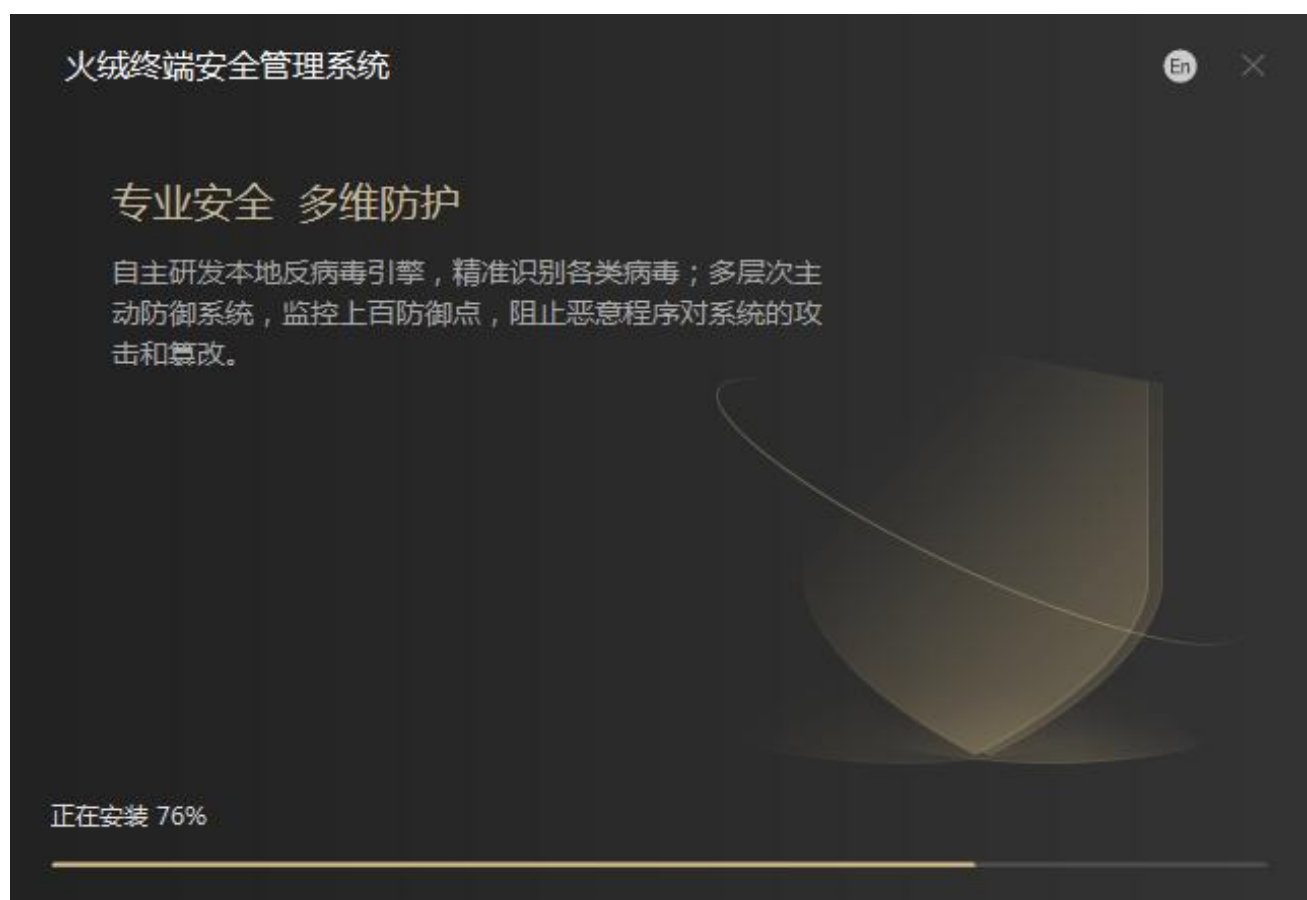 火绒终端安全管理系统
En
专业安全 多维防护
自主研发本地反病毒引擎，精准识别各类病毒；多层次主
动防御系统，监控上百防御点，阻止恶意程序对系统的攻
击和篡改。
正在安装 76%